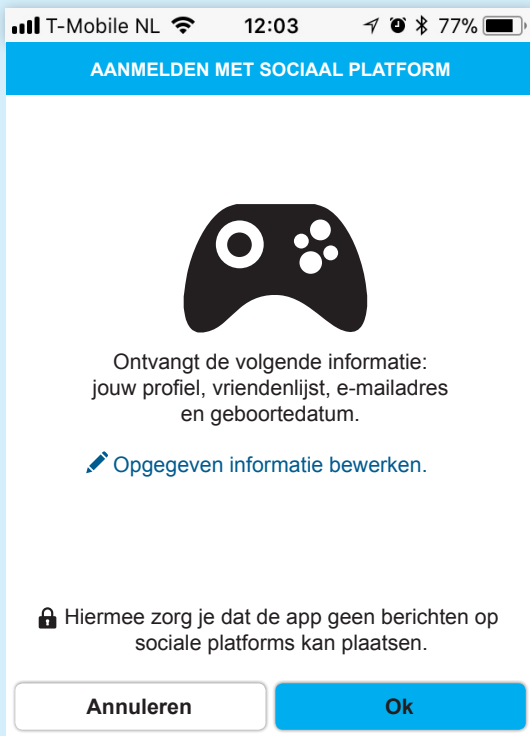 T-Mobile NL 12:03 77%
AANMELDEN MET SOCIAAL PLATFORM
Ontvangt de volgende informatie:
jouw profiel, vriendenlijst, e-mailadres
en geboortedatum.
Opgegeven informatie bewerken.
Hiermee zorg je dat de app geen berichten op
sociale platforms kan plaatsen.
Annuleren Ok